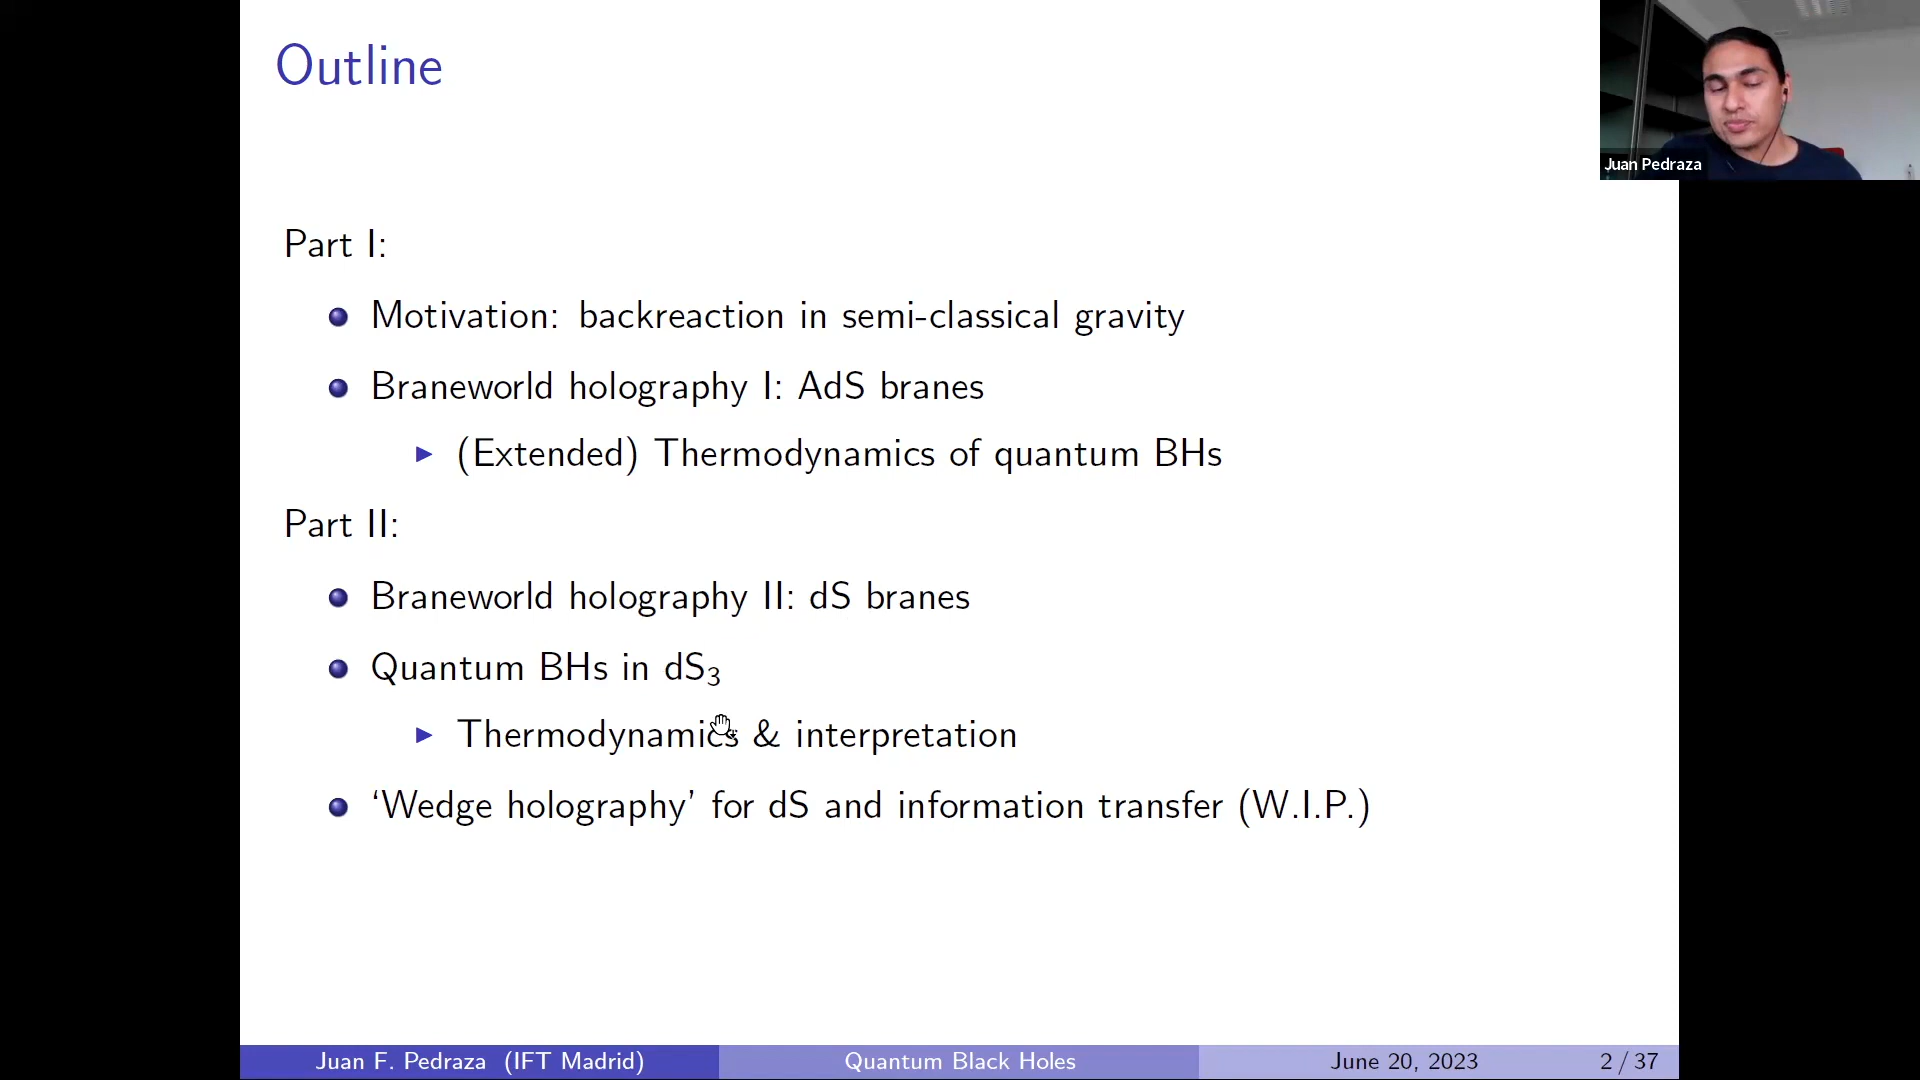 Outline
Juan Pedraza
Part I:
Motivation: backreaction in semi-classical gravity
Braneworld holography I: AdS branes
(Extended) Thermodynamics of quantum BHs
Part II:
Braneworld holography II: dS branes
Quantum BHs in dS₃
Thermodynamics & interpretation
‘Wedge holography’ for dS and information transfer (W.I.P.)
Juan F. Pedraza (IFT Madrid) Quantum Black Holes June 20, 2023 2 / 37